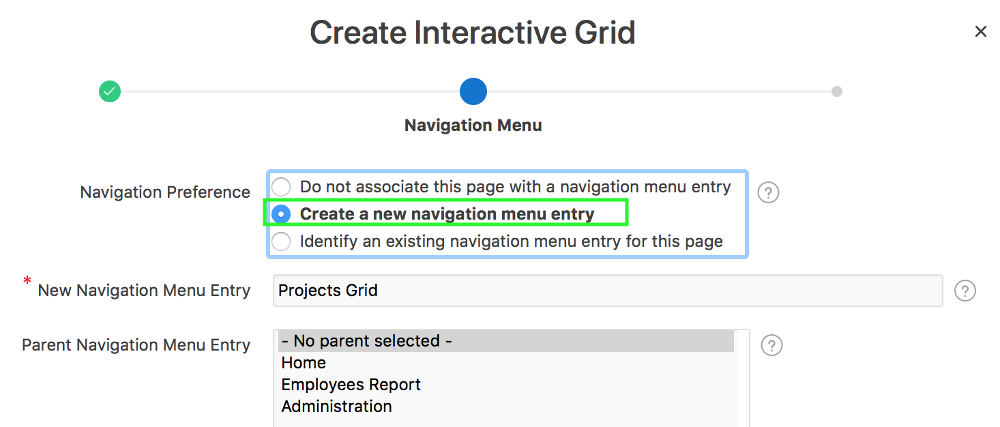 Create Interactive Grid
Navigation Menu
Navigation Preference
Do not associate this page with a navigation menu entry
Create a new navigation menu entry
Identify an existing navigation menu entry for this page
* New Navigation Menu Entry
Projects Grid
Parent Navigation Menu Entry
- No parent selected -
Home
Employees Report
Administration